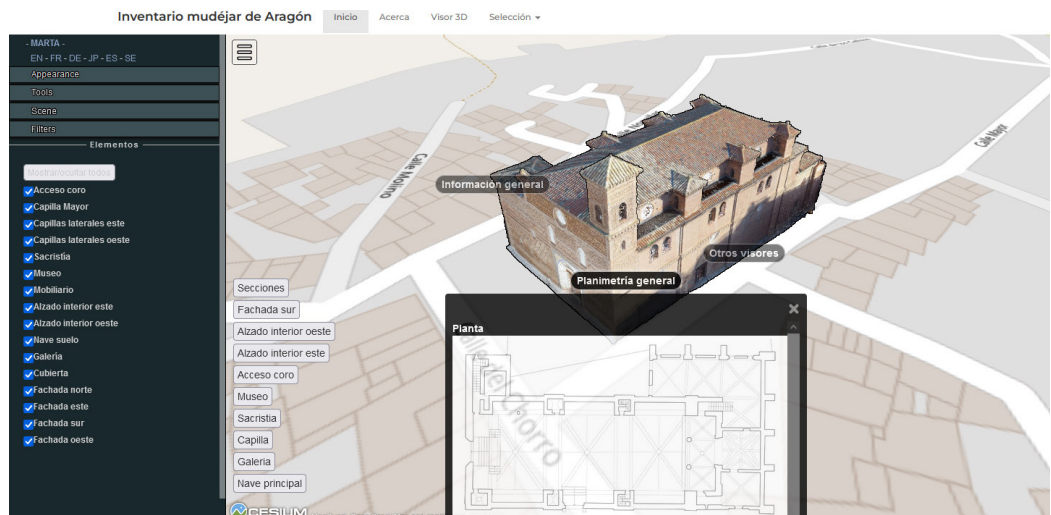 Inventario mudéjar de Aragón Inicio Acerca Visor 3D Selección
- MARTA -
EN - FR - DE - JP - ES - SE
Appearance
Tools
Scene
Filters
Elementos
Mostrar/ocultar todos
Acceso coro
Capilla Mayor
Capillas laterales este
Capillas laterales oeste
Sacristía
Museo
Mobiliario
Alzado interior este
Alzado interior oeste
Nave suelo
Galería
Cubierta
Fachada norte
Fachada este
Fachada sur
Fachada oeste
Calle Molino
Calle Mayor
Información general
Otros visores
Planimetría general
Secciones
Fachada sur
Alzado interior oeste
Alzado interior este
Acceso coro
Museo
Sacristia
Capilla
Galeria
Nave principal
Planta
Calle del Chorro
CESIUM